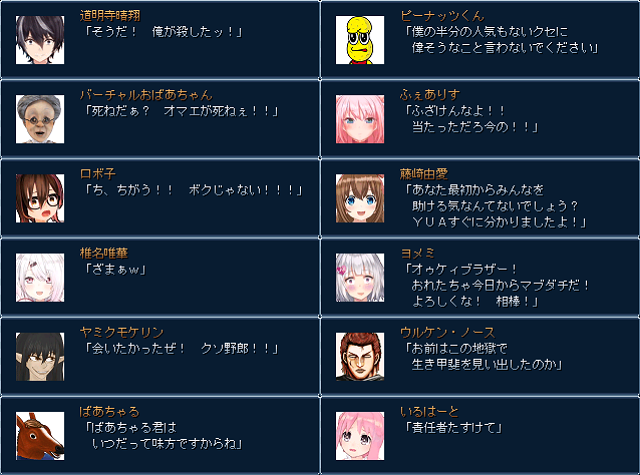 道明寺晴翔
「そうだ!　俺が殺したッ!」
ピーナッツくん
「僕の半分の人気もないクセに
偉そうなこと言わないでください」
バーチャルおばあちゃん
「死ねだぁ?　オマエが死ねぇ!!」
ふぇありす
「ふざけんなよ!!
当たっただろ今の!!」
ロボ子
「ち、ちがう!!　ボクじゃない!!!」
藤崎由愛
「あなた最初からみんなを
助ける気なんてないでしょう?
YUAすぐに分かりましたよ!」
椎名唯華
「ざまぁw」
ヨメミ
「オゥケィブラザー!
おれたちゃ今日からマブダチだ!
よろしくな!　相棒!」
ヤミクモケリン
「会いたかったぜ!　クソ野郎!!」
ウルケン・ノース
「お前はこの地獄で
生き甲斐を見い出したのか」
ばあちゃる
「ばあちゃる君は
いつだって味方ですからね」
いるはーと
「責任者たすけて」